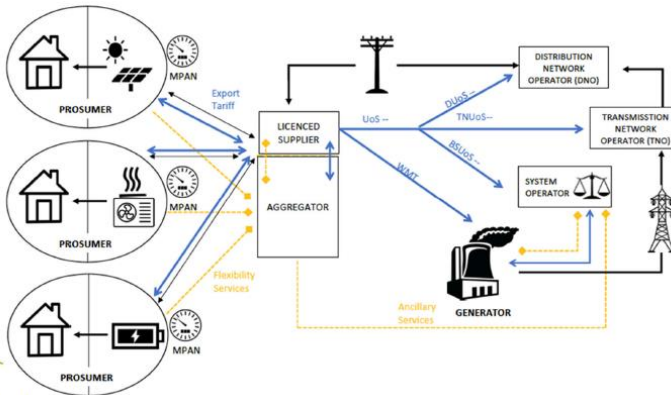 MPAN
PROSUMER
Export
Tariff
MPAN
PROSUMER
Flexibility
Services
MPAN
PROSUMER
LICENCED
SUPPLIER
AGGREGATOR
UoS --
DUoS --
TNUoS--
BSUoS --
WMT
DISTRIBUTION
NETWORK
OPERATOR (DNO)
TRANSMISSTION
NETWORK
OPERATOR (TNO)
SYSTEM
OPERATOR
GENERATOR
Ancillary
Services